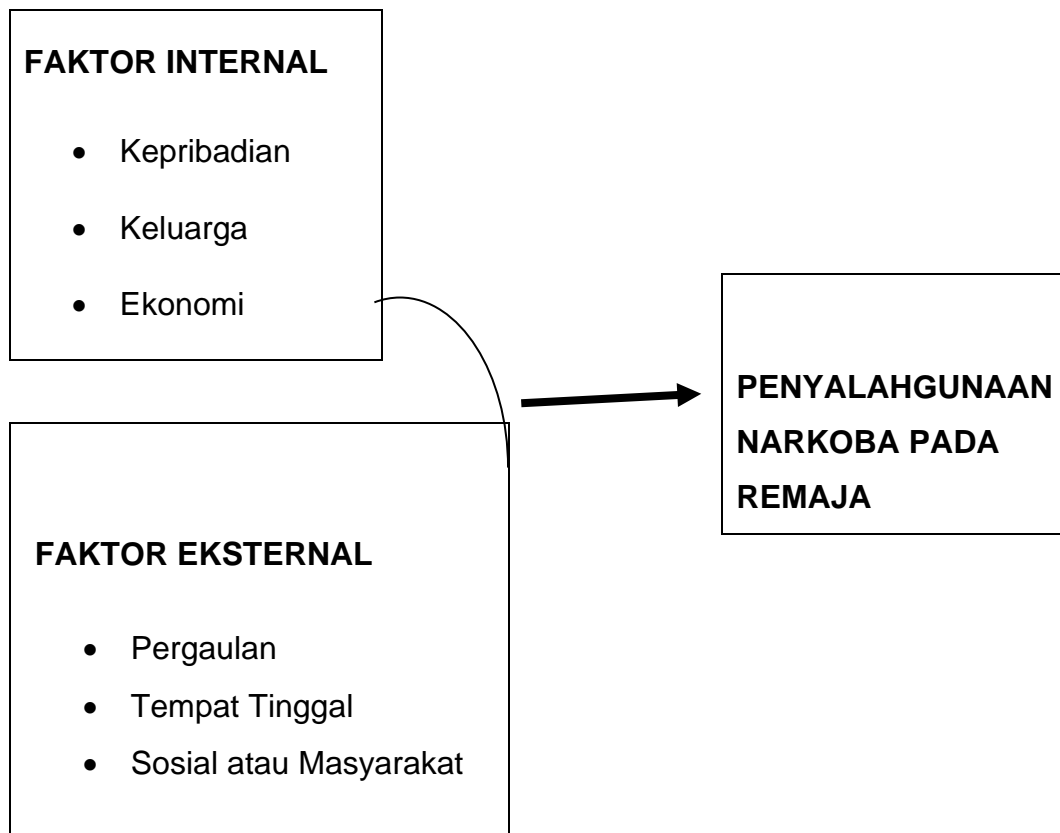 FAKTOR INTERNAL
• Kepribadian
• Keluarga
• Ekonomi
PENYALAHGUNAAN
NARKOBA PADA
REMAJA
FAKTOR EKSTERNAL
• Pergaulan
• Tempat Tinggal
• Sosial atau Masyarakat